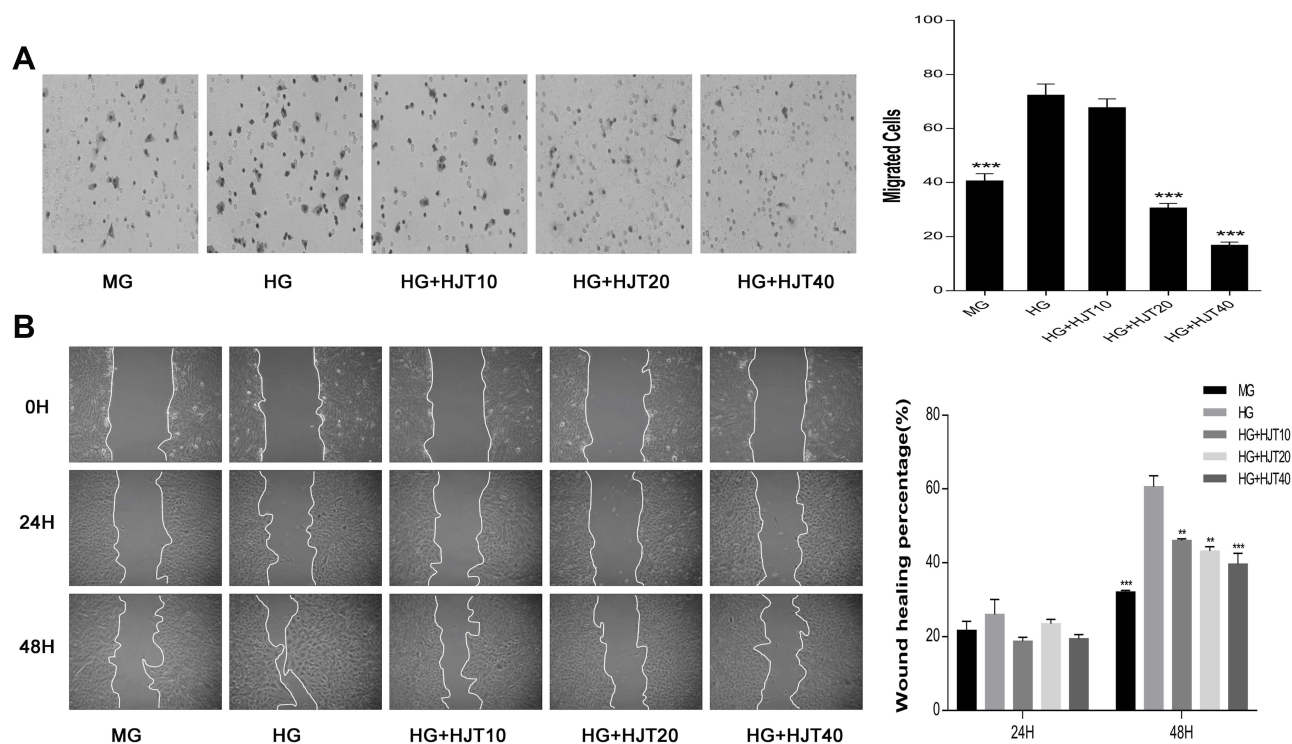 A
MG
HG
HG+HJT10
HG+HJT20
HG+HJT40
100
80
60
40
20
0
Migrated Cells
***
***
***
MG
HG
HG+HJT10
HG+HJT20
HG+HJT40
B
0H
24H
48H
MG
HG
HG+HJT10
HG+HJT20
HG+HJT40
MG
HG
HG+HJT10
HG+HJT20
HG+HJT40
80
60
40
20
0
Wound healing percentage(%)
***
**
**
***
24H
48H